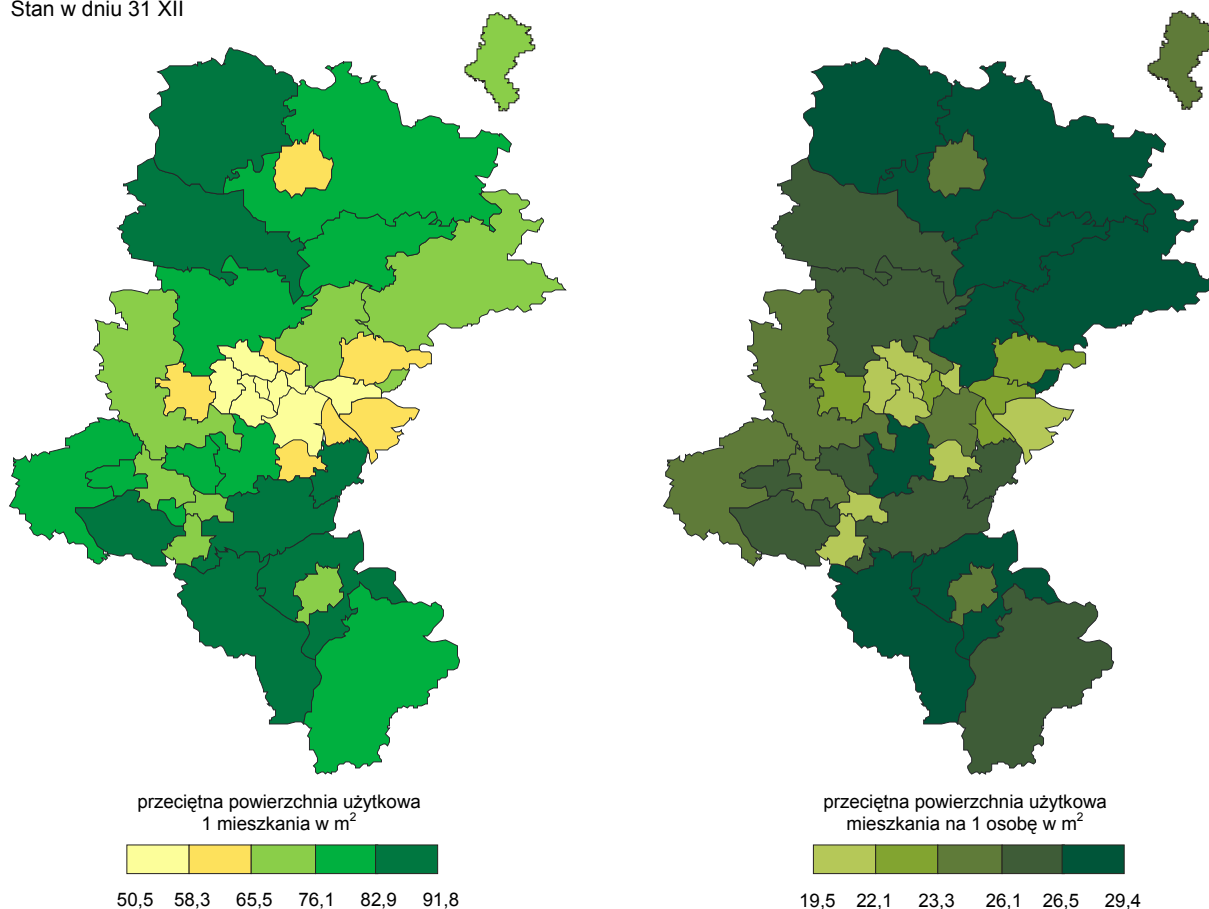 Stan w dniu 31 XII
przeciętna powierzchnia użytkowa
1 mieszkania w m²
50,5 58,3 65,5 76,1 82,9 91,8
przeciętna powierzchnia użytkowa
mieszkania na 1 osobę w m²
19,5 22,1 23,3 26,1 26,5 29,4